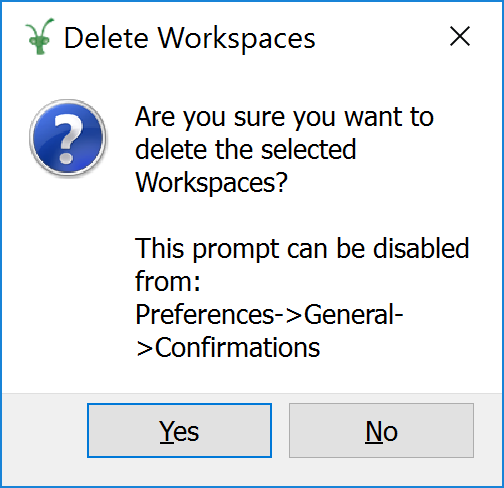 Delete Workspaces
Are you sure you want to
delete the selected
Workspaces?
This prompt can be disabled
from:
Preferences->General-
>Confirmations
Yes
No